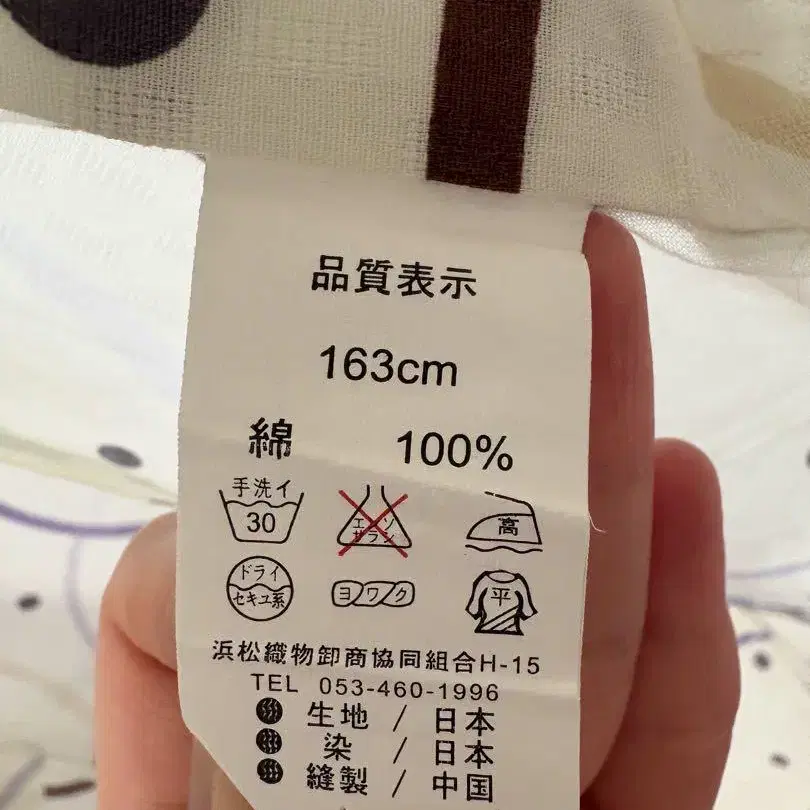 品質表示
163cm
綿 100%
手洗イ
30
エンソ
サラシ
高
ドライ
セキユ系
ヨワク
平
浜松織物卸商協同組合H-15
TEL 053-460-1996
生地 / 日本
染 / 日本
縫製 / 中国